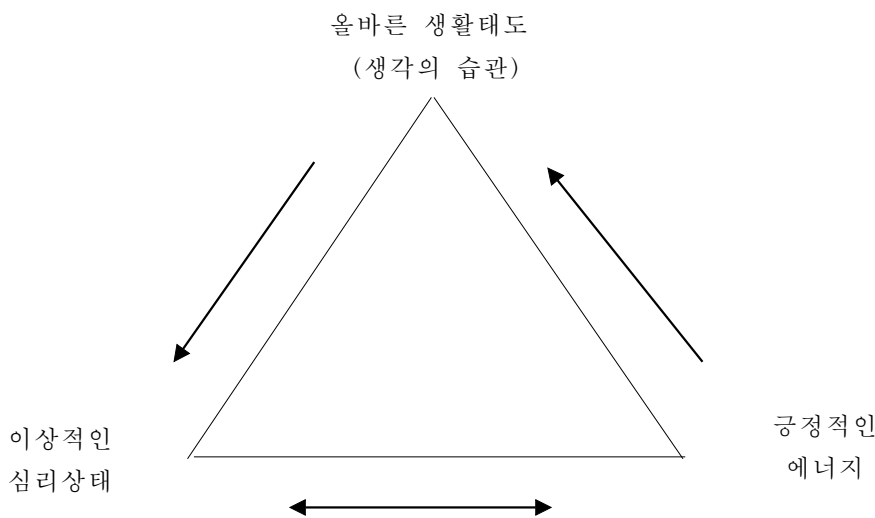 올바른 생활태도
(생각의 습관)
이상적인
심리상태
긍정적인
에너지